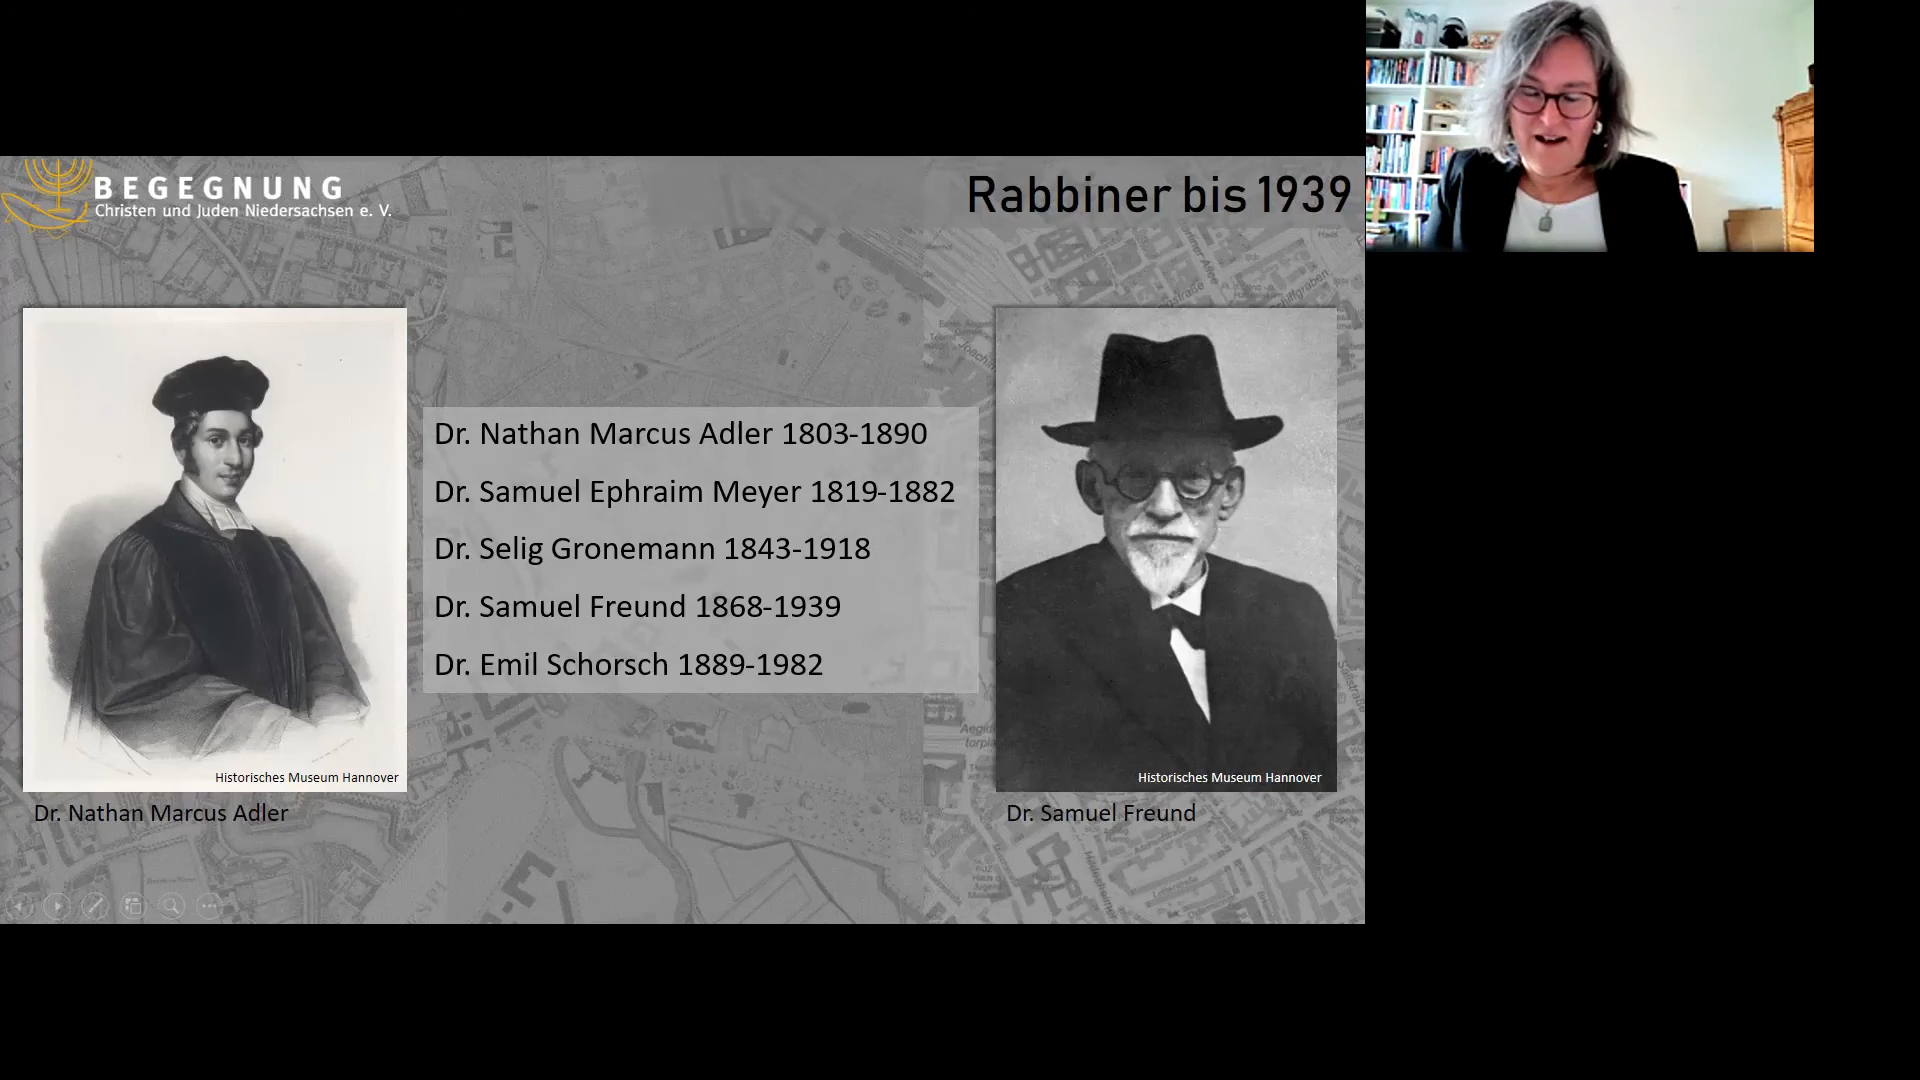 BEGEGNUNG
Christen und Juden Niedersachsen e. V.
Rabbiner bis 1939
Dr. Nathan Marcus Adler 1803-1890
Dr. Samuel Ephraim Meyer 1819-1882
Dr. Selig Gronemann 1843-1918
Dr. Samuel Freund 1868-1939
Dr. Emil Schorsch 1889-1982
Historisches Museum Hannover
Dr. Nathan Marcus Adler
Historisches Museum Hannover
Dr. Samuel Freund